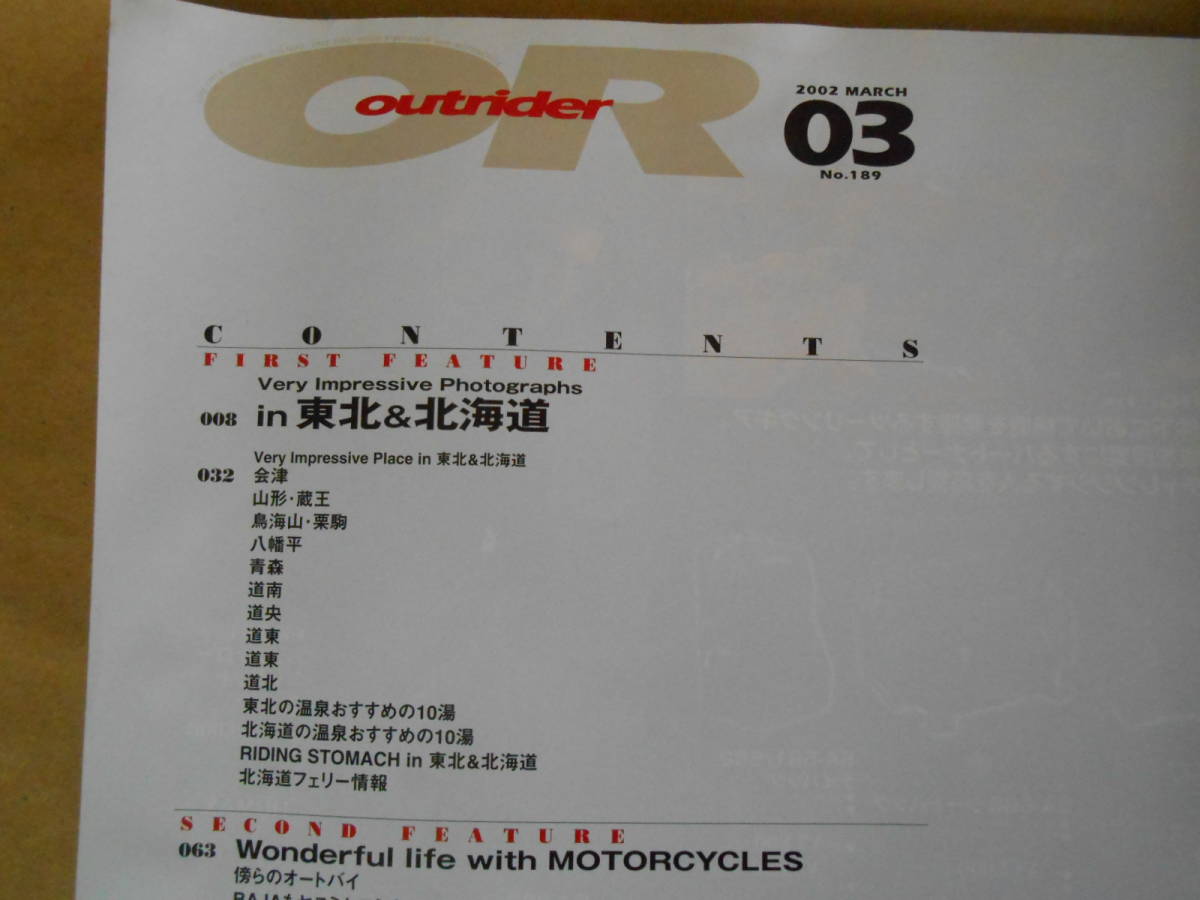 OR
outrider
2002 MARCH
03
No.189
CONTENTS
FIRST FEATURE
Very Impressive Photographs
008 in 東北&北海道
Very Impressive Place in 東北&北海道
032 会津
山形・蔵王
鳥海山・栗駒
八幡平
青森
道南
道央
道東
道東
道北
東北の温泉おすすめの10湯
北海道の温泉おすすめの10湯
RIDING STOMACH in 東北&北海道
北海道フェリー情報
SECOND FEATURE
063 Wonderful life with MOTORCYCLES
傍らのオートバイ